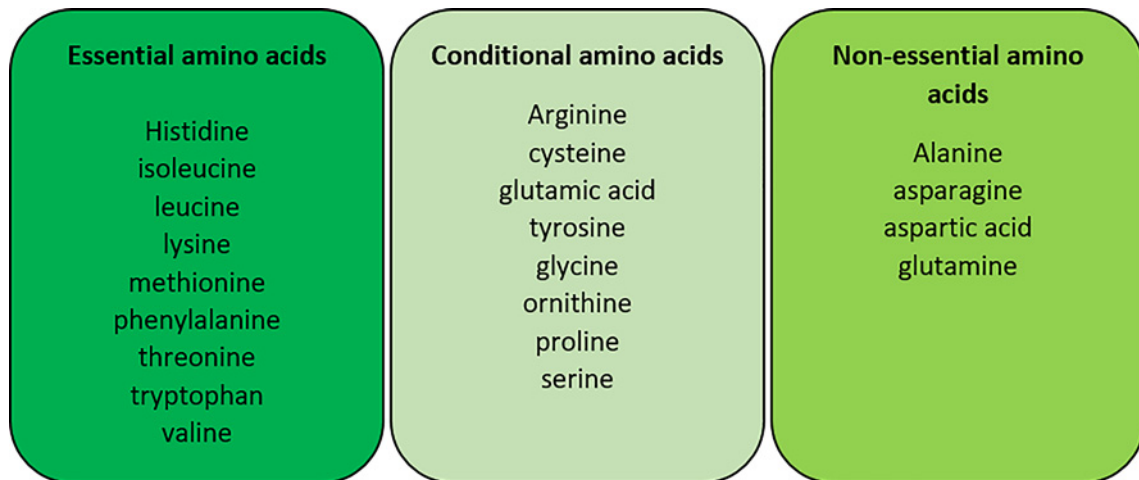 Essential amino acids
Histidine
isoleucine
leucine
lysine
methionine
phenylalanine
threonine
tryptophan
valine
Conditional amino acids
Arginine
cysteine
glutamic acid
tyrosine
glycine
ornithine
proline
serine
Non-essential amino
acids
Alanine
asparagine
aspartic acid
glutamine